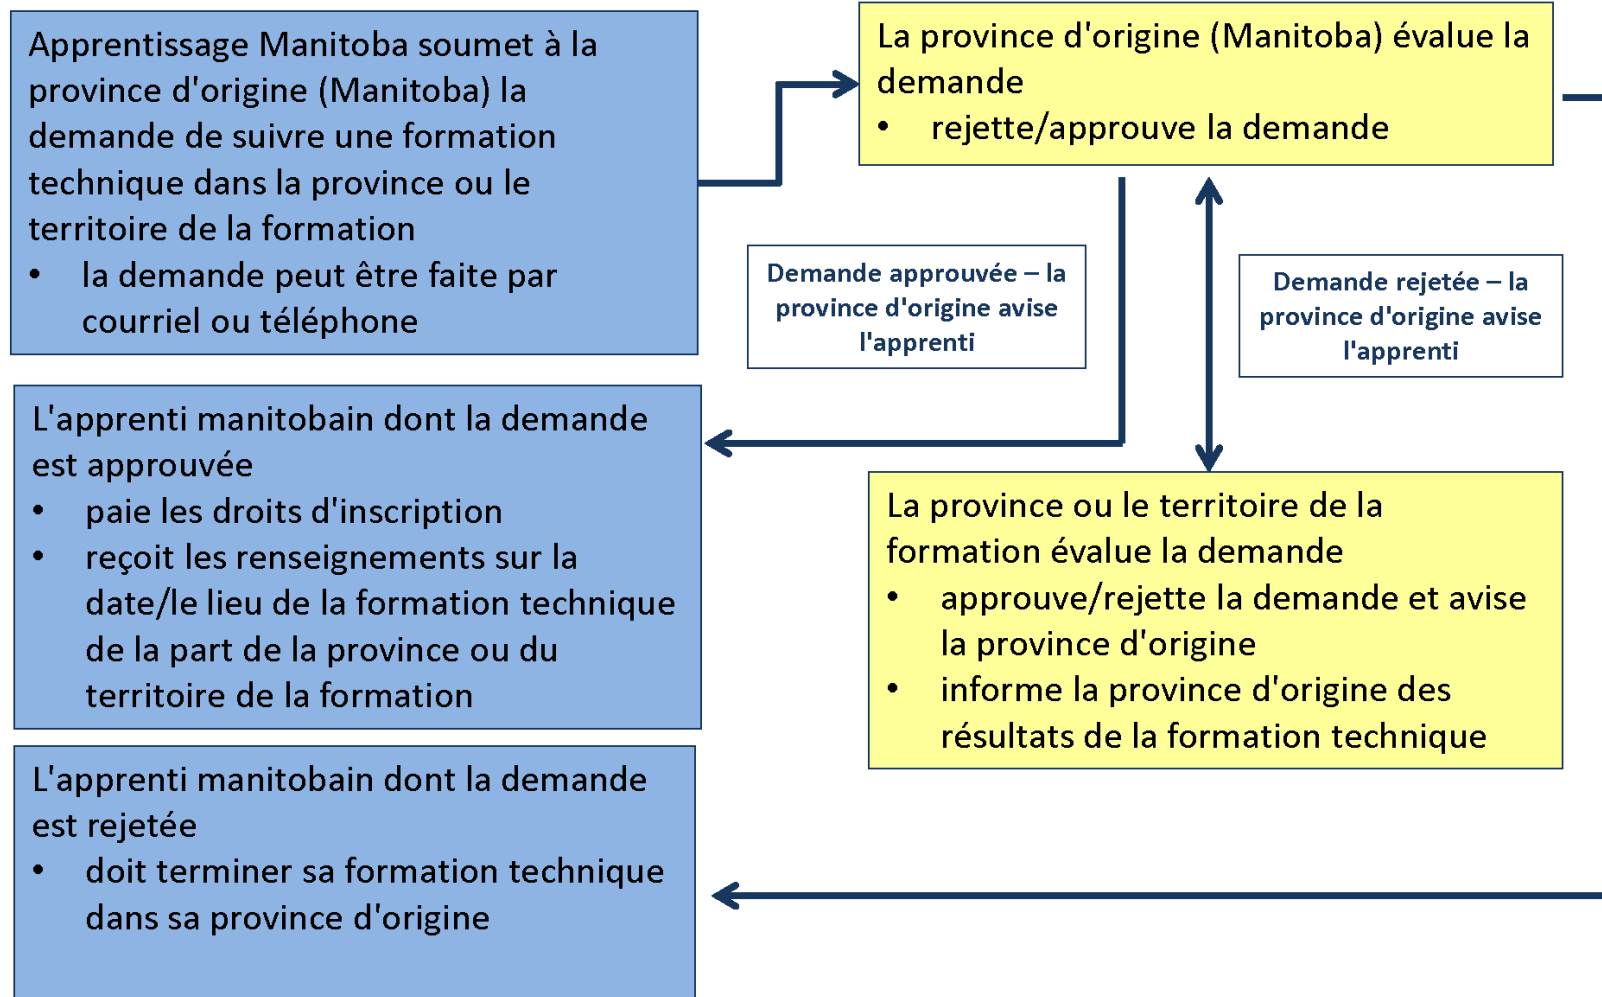 Apprentissage Manitoba soumet à la
province d'origine (Manitoba) la
demande de suivre une formation
technique dans la province ou le
territoire de la formation
• la demande peut être faite par
courriel ou téléphone
La province d'origine (Manitoba) évalue la
demande
• rejette/approuve la demande
Demande approuvée – la
province d'origine avise
l'apprenti
Demande rejetée – la
province d'origine avise
l'apprenti
L'apprenti manitobain dont la demande
est approuvée
• paie les droits d'inscription
• reçoit les renseignements sur la
date/le lieu de la formation technique
de la part de la province ou du
territoire de la formation
La province ou le territoire de la
formation évalue la demande
• approuve/rejette la demande et avise
la province d'origine
• informe la province d'origine des
résultats de la formation technique
L'apprenti manitobain dont la demande
est rejetée
• doit terminer sa formation technique
dans sa province d'origine